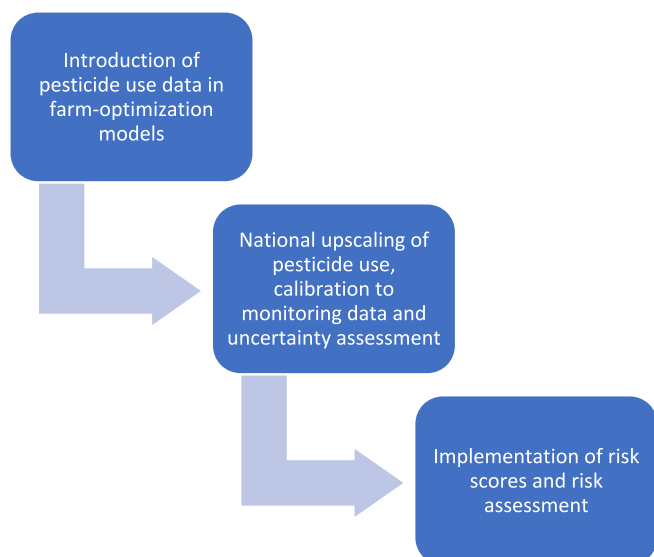 Introduction of
pesticide use data in
farm-optimization
models
National upscaling of
pesticide use,
calibration to
monitoring data and
uncertainty assessment
Implementation of risk
scores and risk
assessment